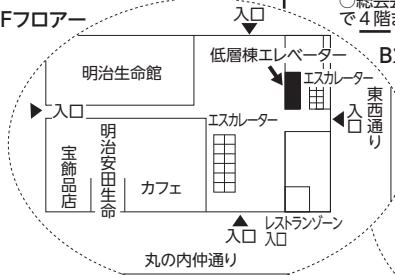 ○総会会
Fフロアー
入口
で4階ま
低層棟エレベーター
明治生命館
エスカレーター
入口
エスカレーター
入口
東西通り
宝飾品店
明治安田生命
カフェ
入口
レストランゾーン
入口
丸の内仲通り